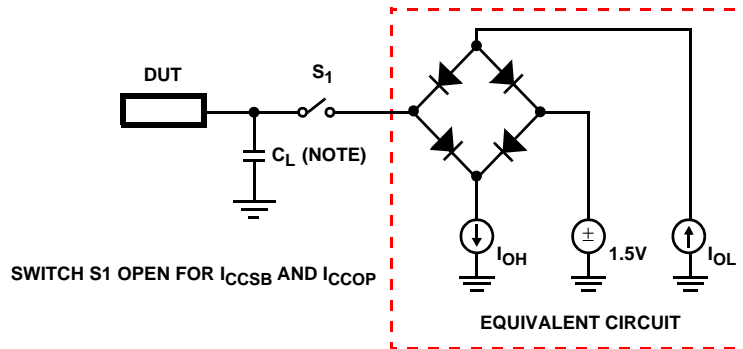 DUT
S1
CL (NOTE)
±
IOH
1.5V
IOL
SWITCH S1 OPEN FOR ICCSB AND ICCOP
EQUIVALENT CIRCUIT